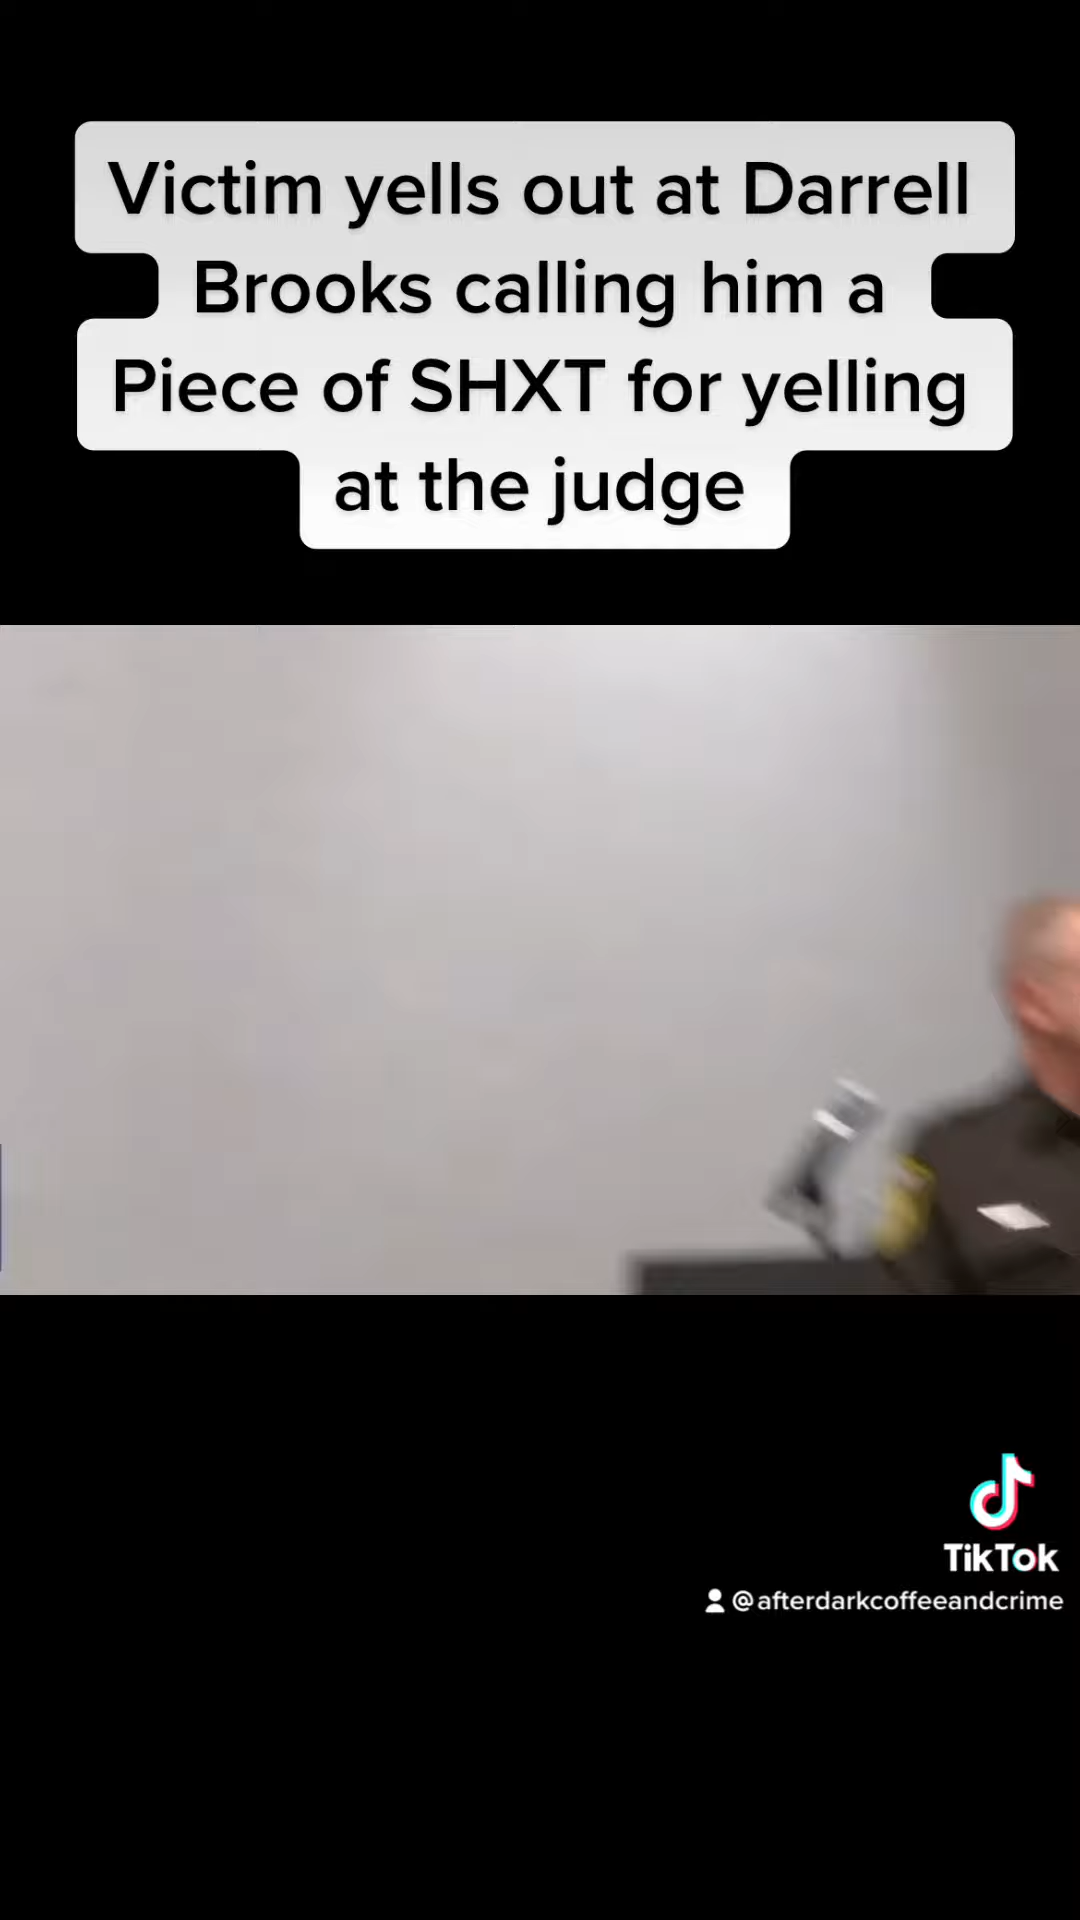 Victim yells out at Darrell
Brooks calling him a
Piece of SHXT for yelling
at the judge
TikTok
@afterdarkcoffeeandcrime